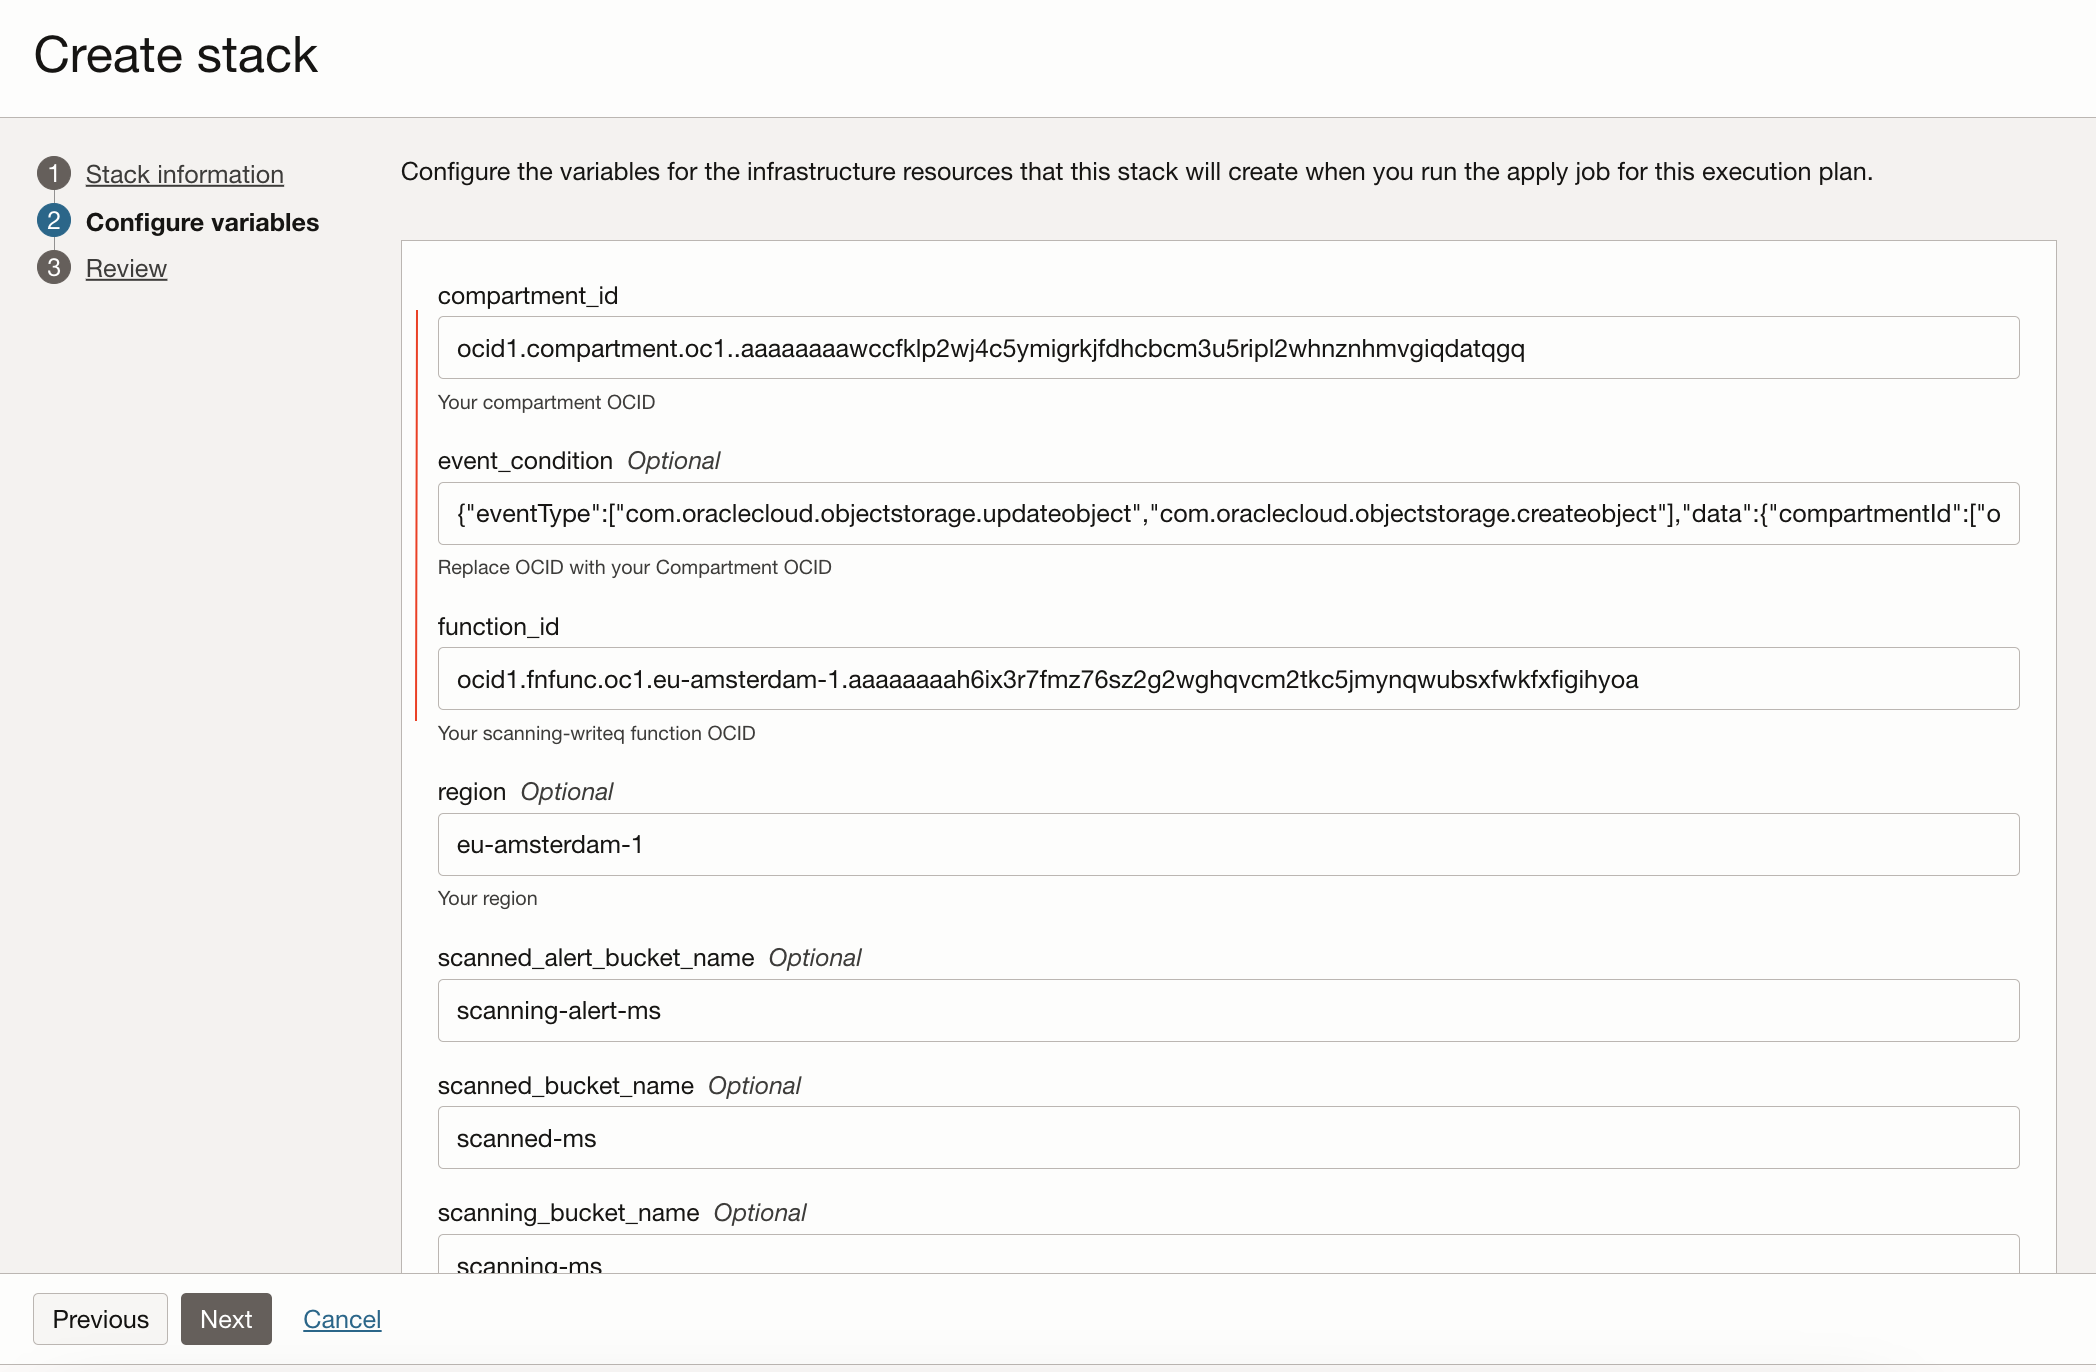 Create stack
1 Stack information
2 Configure variables
3 Review
Configure the variables for the infrastructure resources that this stack will create when you run the apply job for this execution plan.
compartment_id
ocid1.compartment.oc1..aaaaaaaawccfklp2wj4c5ymigrkjfdhcbcm3u5ripl2whnznhmvgiqdatqgq
Your compartment OCID
event_condition Optional
{"eventType":["com.oraclecloud.objectstorage.updateobject","com.oraclecloud.objectstorage.createobject"],"data":{"compartmentId":["o
Replace OCID with your Compartment OCID
function_id
ocid1.fnfunc.oc1.eu-amsterdam-1.aaaaaaaah6ix3r7fmz76sz2g2wghqvcm2tkc5jmynqwubsxfwkfxfigihyoa
Your scanning-writeq function OCID
region Optional
eu-amsterdam-1
Your region
scanned_alert_bucket_name Optional
scanning-alert-ms
scanned_bucket_name Optional
scanned-ms
scanning_bucket_name Optional
scanning-ms
Previous Next Cancel